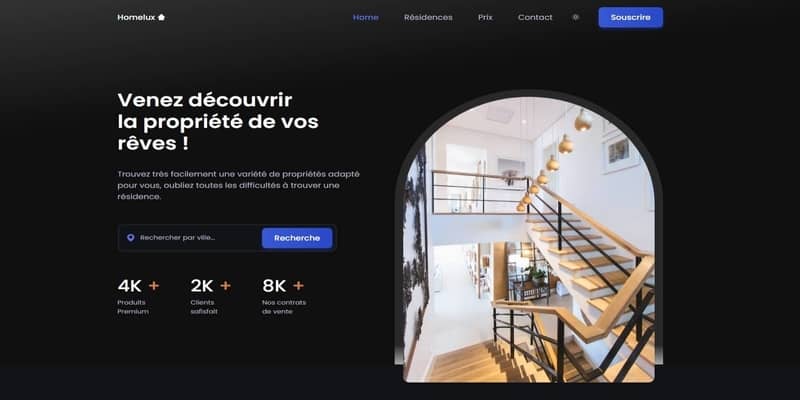 Homelux
Home
Résidences
Prix
Contact
Souscrire
Venez découvrir
la propriété de vos
rêves !
Trouvez très facilement une variété de propriétés adapté
pour vous, oubliez toutes les difficultés à trouver une
résidence.
Rechercher par ville...
Recherche
4K +
2K +
8K +
Produits
Premium
Clients
safisfait
Nos contrats
de vente